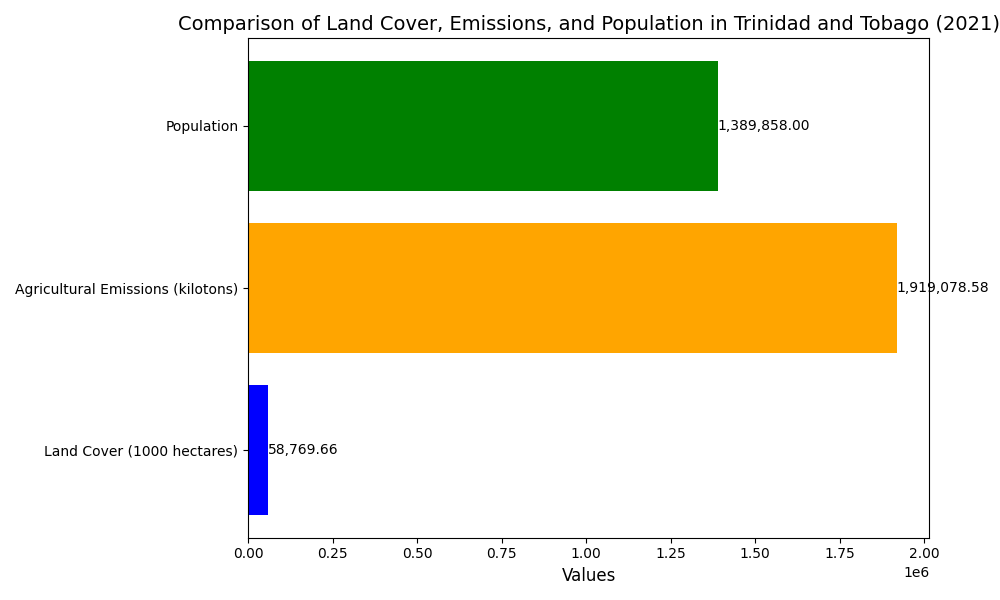 Comparison of Land Cover, Emissions, and Population in Trinidad and Tobago (2021)
Population
1,389,858.00
Agricultural Emissions (kilotons)
1,919,078.58
Land Cover (1000 hectares)
58,769.66
0.00 0.25 0.50 0.75 1.00 1.25 1.50 1.75 2.00
1e6
Values